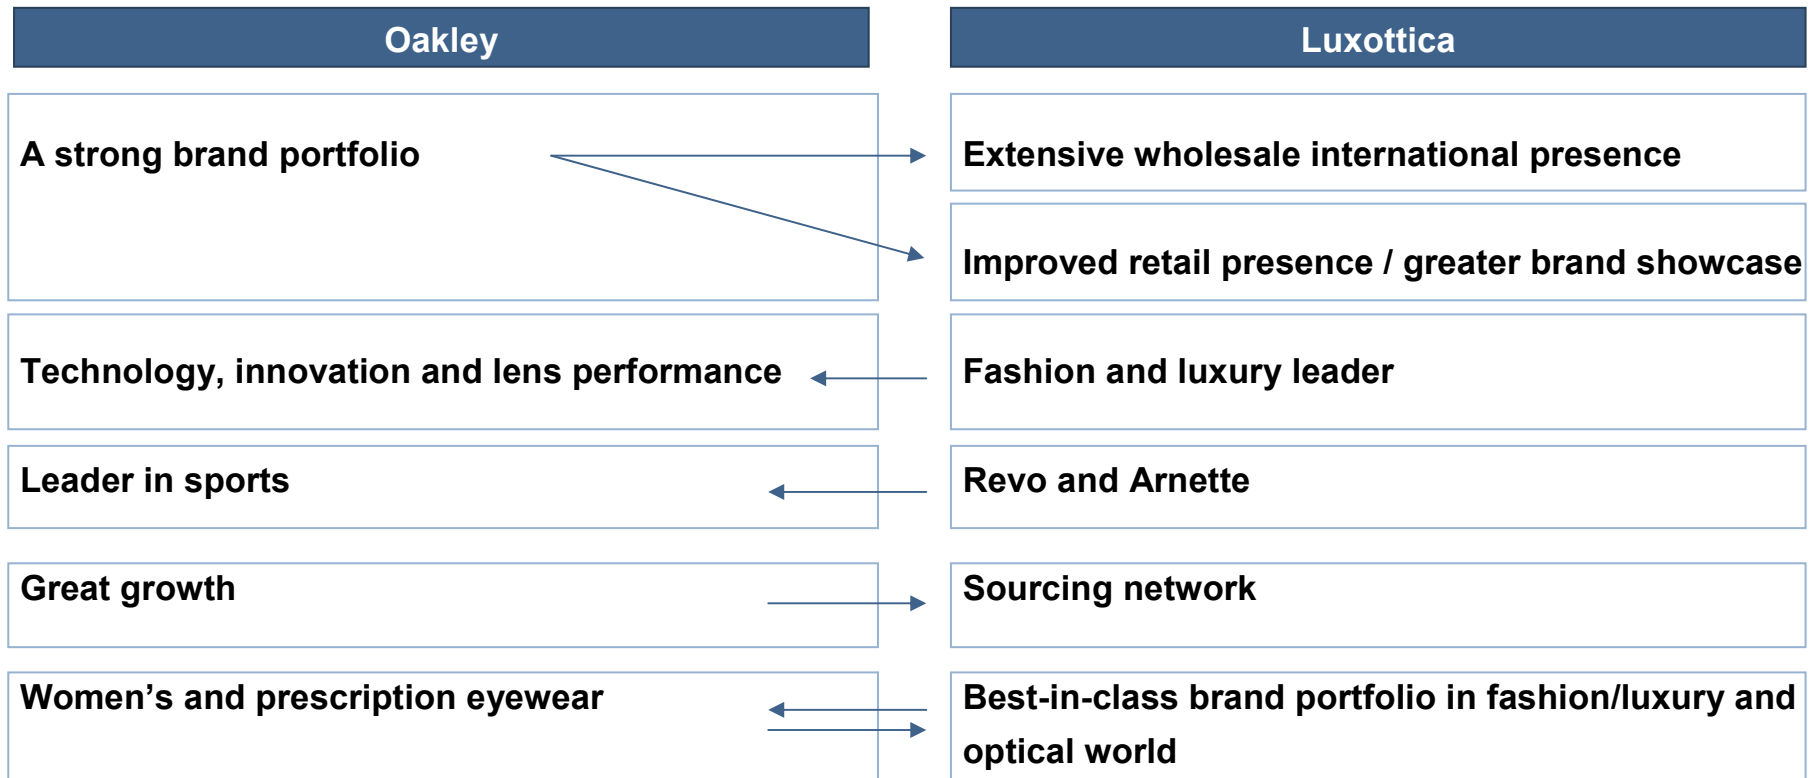 Oakley
Luxottica
A strong brand portfolio
Extensive wholesale international presence
Improved retail presence / greater brand showcase
Technology, innovation and lens performance
Fashion and luxury leader
Leader in sports
Revo and Arnette
Great growth
Sourcing network
Women’s and prescription eyewear
Best-in-class brand portfolio in fashion/luxury and
optical world